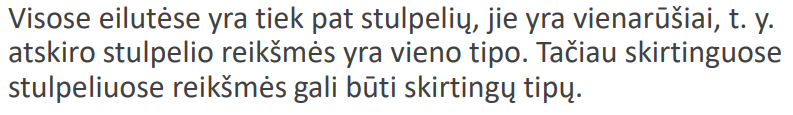 Visose eilutėse yra tiek pat stulpelių, jie yra vienarūšiai, t. y.
atskiro stulpelio reikšmės yra vieno tipo. Tačiau skirtinguose
stulpeliuose reikšmės gali būti skirtingų tipų.